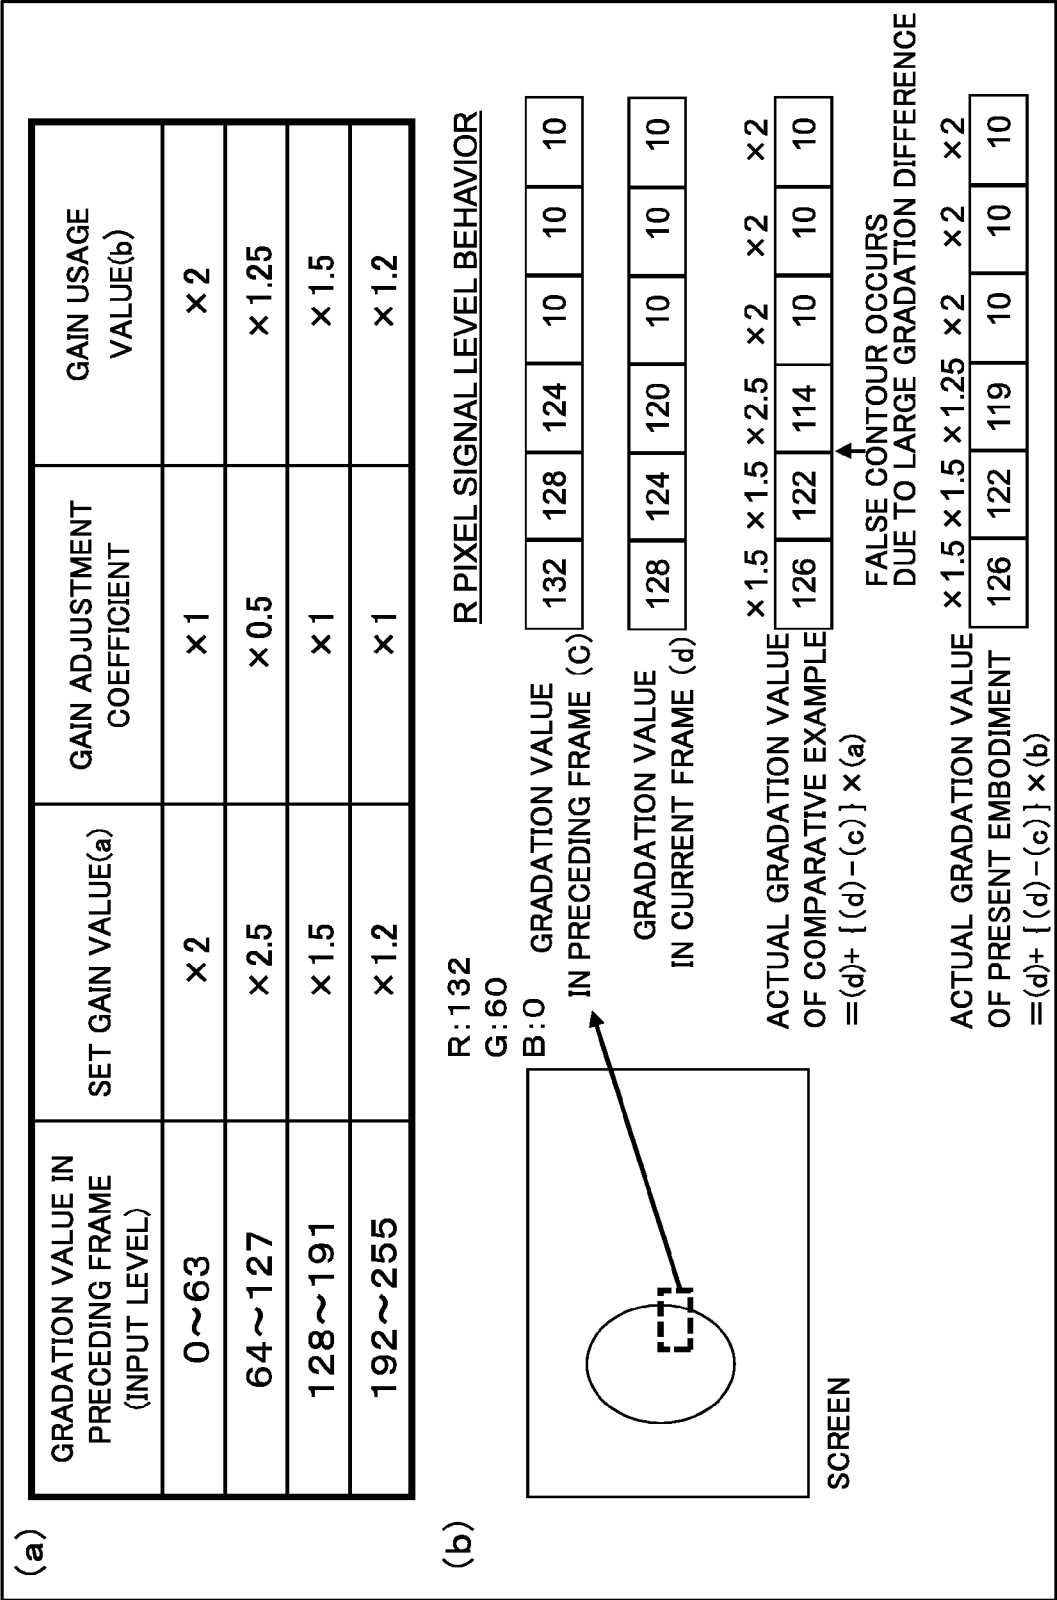 (a)
GRADATION VALUE IN
PRECEDING FRAME
(INPUT LEVEL)
SET GAIN VALUE(a)
GAIN ADJUSTMENT
COEFFICIENT
GAIN USAGE
VALUE(b)
0～63 ×2 ×1 ×2
64～127 ×2.5 ×0.5 ×1.25
128～191 ×1.5 ×1 ×1.5
192～255 ×1.2 ×1 ×1.2
(b)
SCREEN
R:132
G:60
B:0
R PIXEL SIGNAL LEVEL BEHAVIOR
GRADATION VALUE
IN PRECEDING FRAME (C)
132 128 124 10 10 10
GRADATION VALUE
IN CURRENT FRAME (d)
128 124 120 10 10 10
×1.5 ×1.5 ×2.5 ×2 ×2 ×2
ACTUAL GRADATION VALUE
OF COMPARATIVE EXAMPLE
=(d)+ {(d)-(c)} ×(a)
126 122 114 10 10 10
FALSE CONTOUR OCCURS
DUE TO LARGE GRADATION DIFFERENCE
×1.5 ×1.5 ×1.25 ×2 ×2 ×2
ACTUAL GRADATION VALUE
OF PRESENT EMBODIMENT
=(d)+ {(d)-(c)} ×(b)
126 122 119 10 10 10